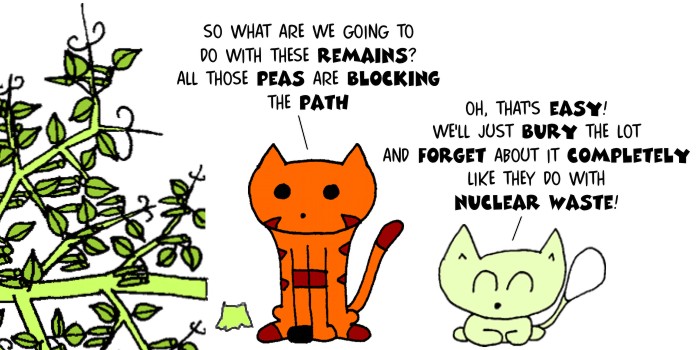 SO WHAT ARE WE GOING TO
DO WITH THESE REMAINS?
ALL THOSE PEAS ARE BLOCKING
THE PATH
OH, THAT'S EASY!
WE'LL JUST BURY THE LOT
AND FORGET ABOUT IT COMPLETELY
LIKE THEY DO WITH
NUCLEAR WASTE!